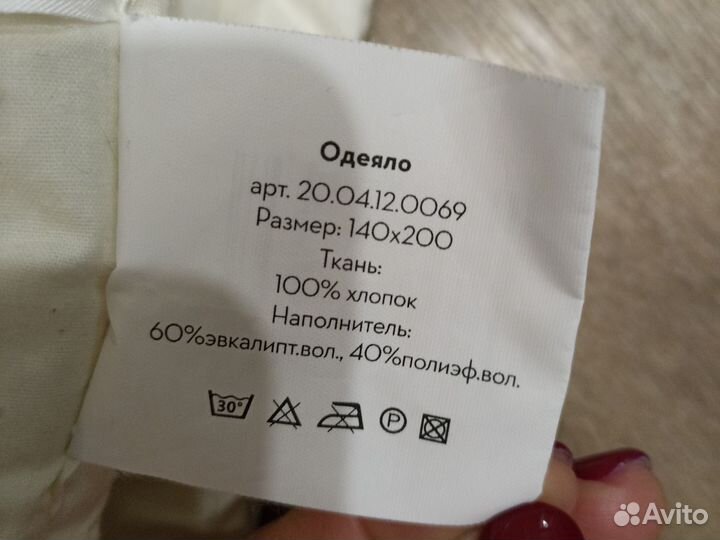 Одеяло
арт. 20.04.12.0069
Размер: 140х200
Ткань:
100% хлопок
Наполнитель:
60%эвкалипт.вол., 40%полиэф.вол.
30°
P
Avito